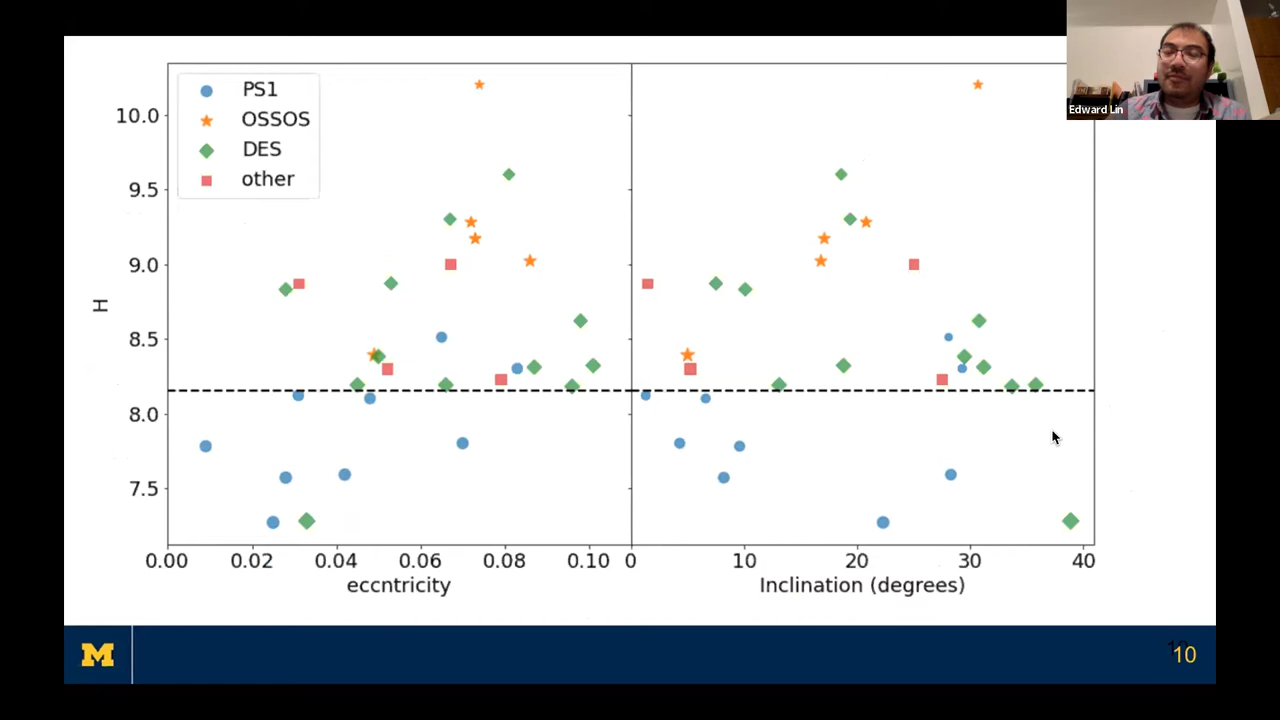 PS1
OSSOS
DES
other
Edward Lin
10.0
9.5
9.0
8.5
8.0
7.5
H
0.00 0.02 0.04 0.06 0.08 0.10 0 10 20 30 40
eccntricity
Inclination (degrees)
M
10